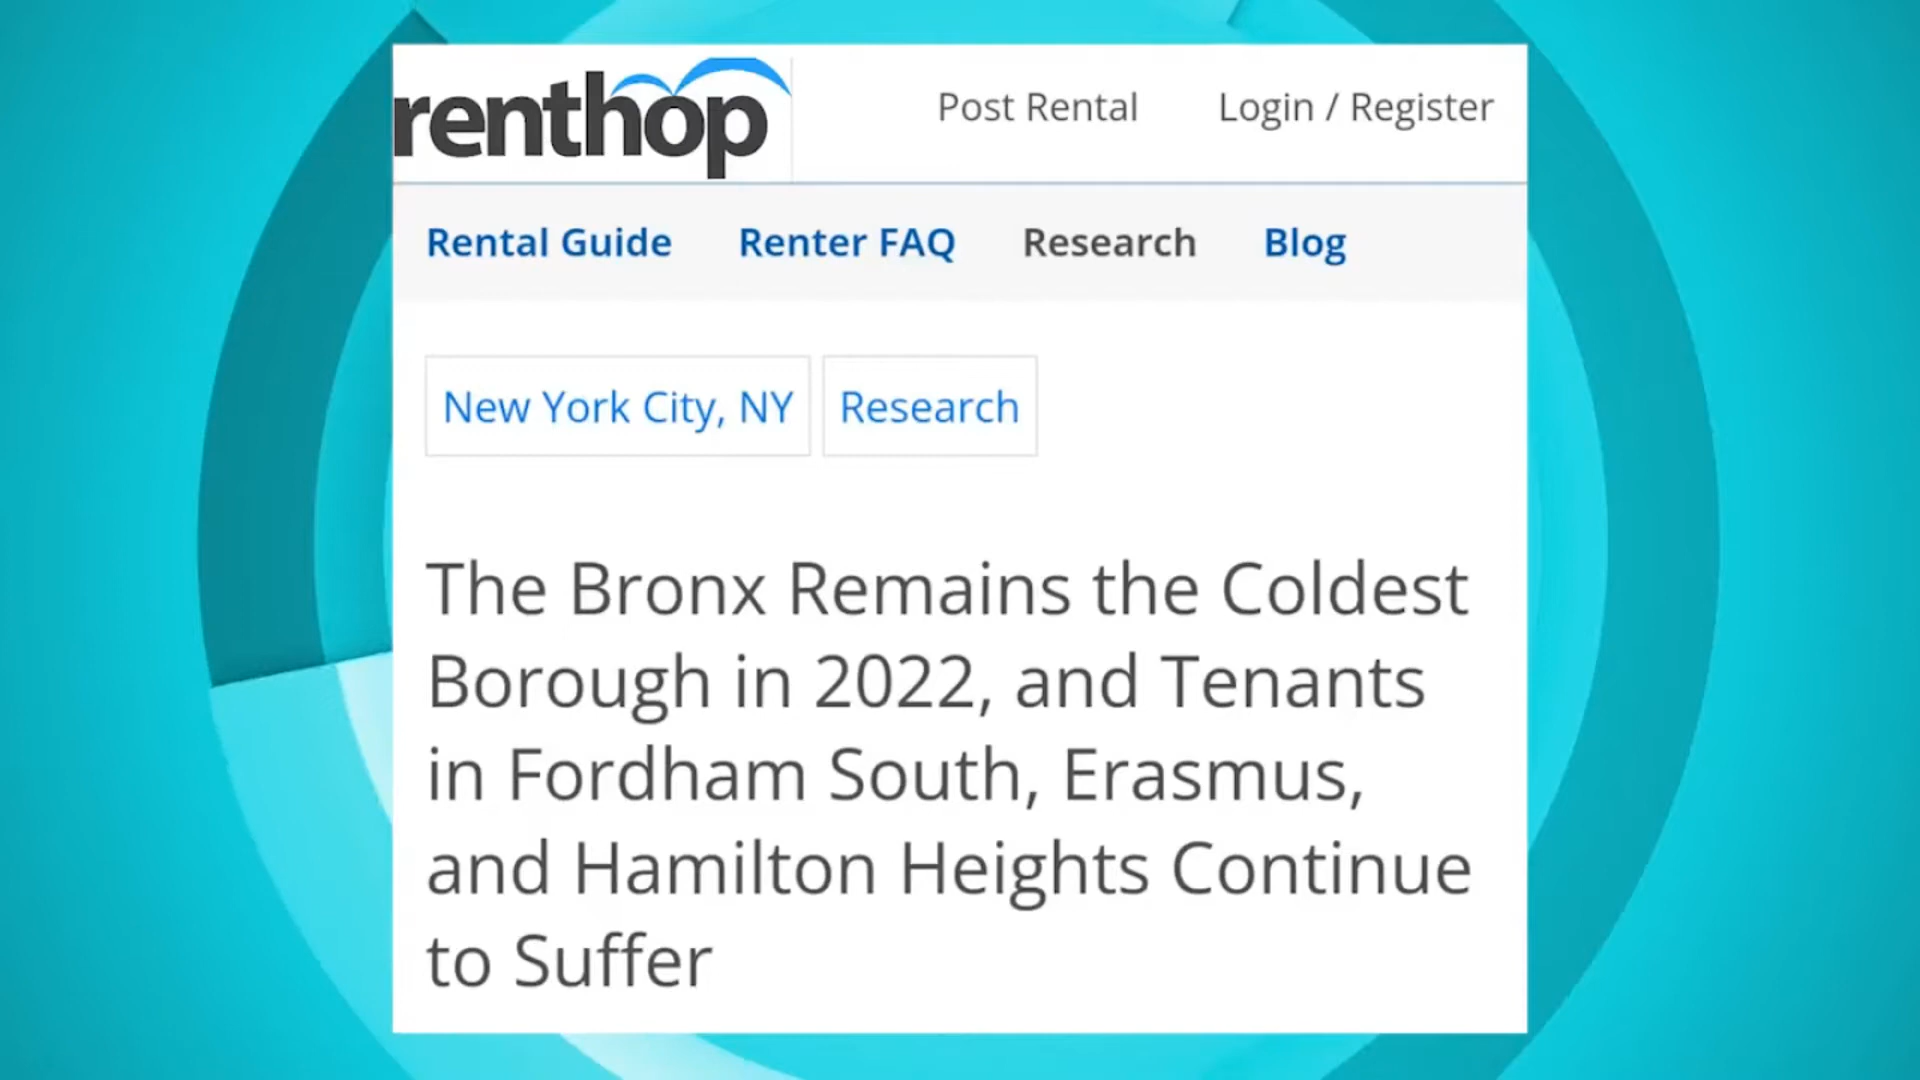 renthop
Post Rental
Login / Register
Rental Guide
Renter FAQ
Research
Blog
New York City, NY
Research
The Bronx Remains the Coldest
Borough in 2022, and Tenants
in Fordham South, Erasmus,
and Hamilton Heights Continue
to Suffer